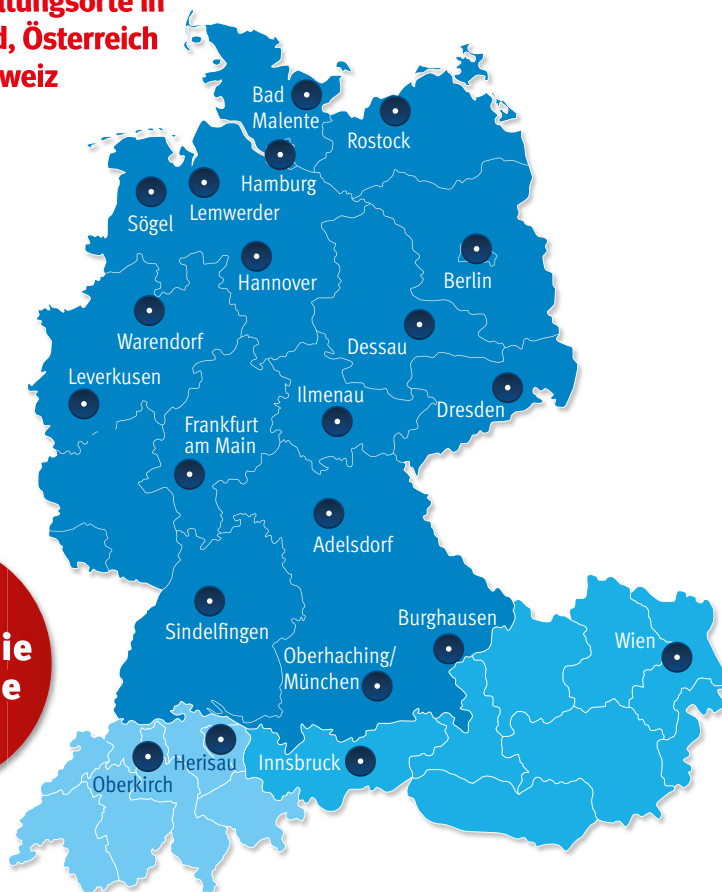 Österreich
Bad
Malente
Rostock
Hamburg
Lemwerder
Sögel
Hannover
Berlin
Warendorf
Dessau
Leverkusen
Ilmenau
Dresden
Frankfurt
am Main
Adelsdorf
Burghausen
Sindelfingen
Wien
Oberhaching/
München
Herisau
Innsbruck
Oberkirch